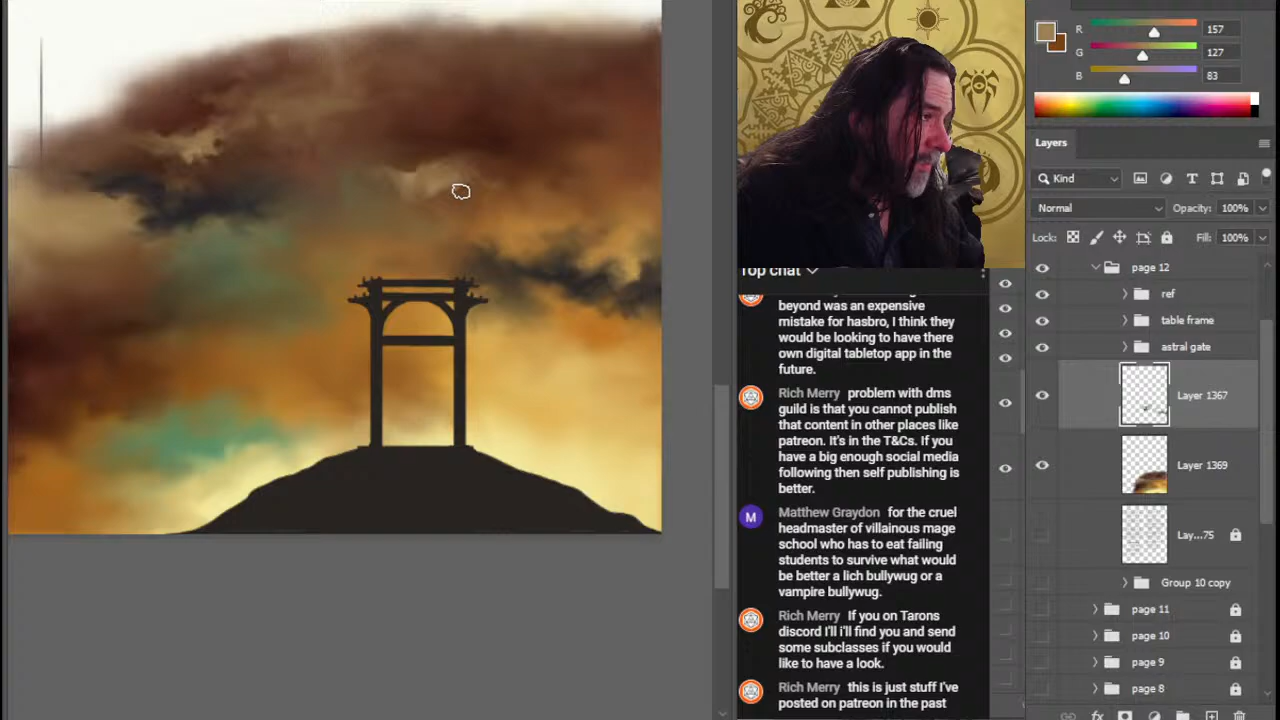 R 157
G 127
B 83
Layers
Kind
Normal Opacity: 100%
Lock: Fill: 100%
page 12
ref
table frame
astral gate
Layer 1367
Layer 1369
Lay...75
Group 10 copy
page 11
page 10
page 9
page 8
Top chat
beyond was an expensive
mistake for hasbro, I think they
would be looking to have there
own digital tabletop app in the
future.
Rich Merry problem with dms
guild is that you cannot publish
that content in other places like
patreon. It's in the T&Cs. If you
have a big enough social media
following then self publishing is
better.
M Matthew Graydon for the cruel
headmaster of villainous mage
school who has to eat failing
students to survive what would
be better a lich bullywug or a
vampire bullywug.
Rich Merry If you on Tarons
discord I'll i'll find you and send
some subclasses if you would
like to have a look.
Rich Merry this is just stuff I've
posted on patreon in the past